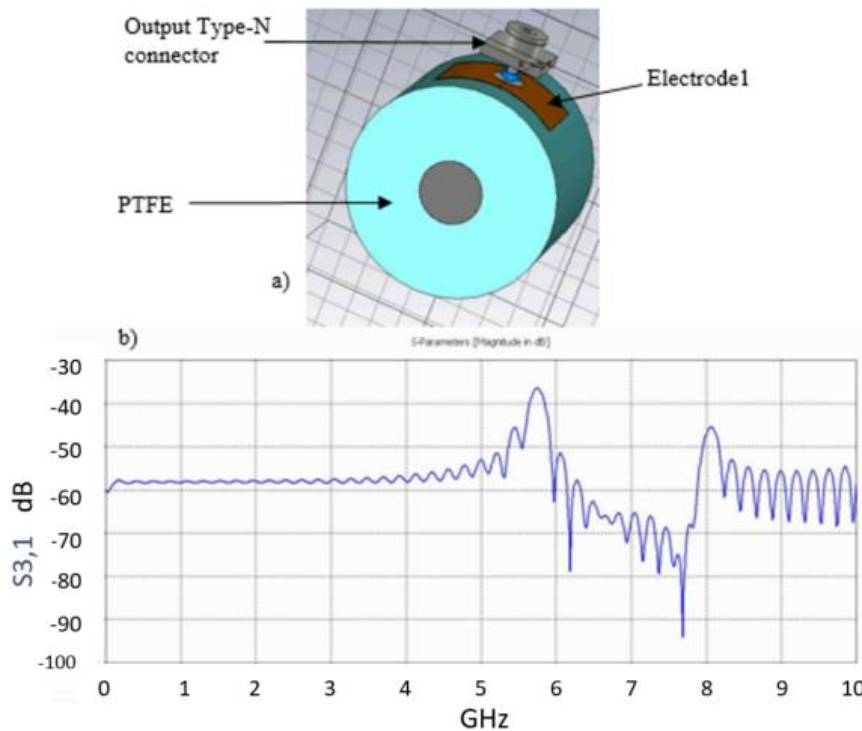 Output Type-N
connector
Electrode1
PTFE
a)
b)
S-Parameters [Magnitude in dB]
-30
-40
-50
-60
-70
-80
-90
-100
S3,1 dB
0 1 2 3 4 5 6 7 8 9 10
GHz